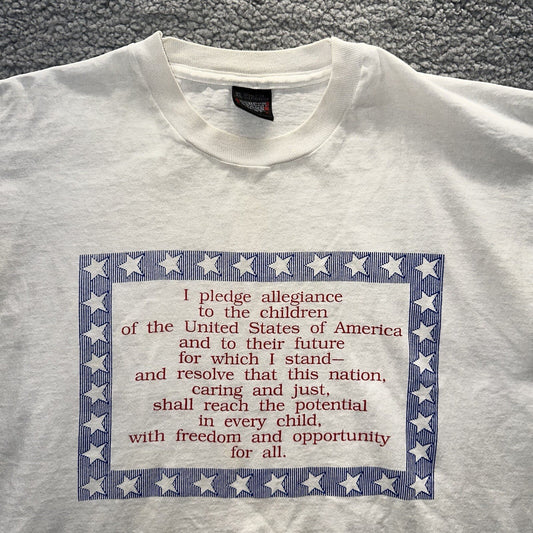 I pledge allegiance
to the children
of the United States of America
and to their future
for which I stand—
and resolve that this nation,
caring and just,
shall reach the potential
in every child,
with freedom and opportunity
for all.